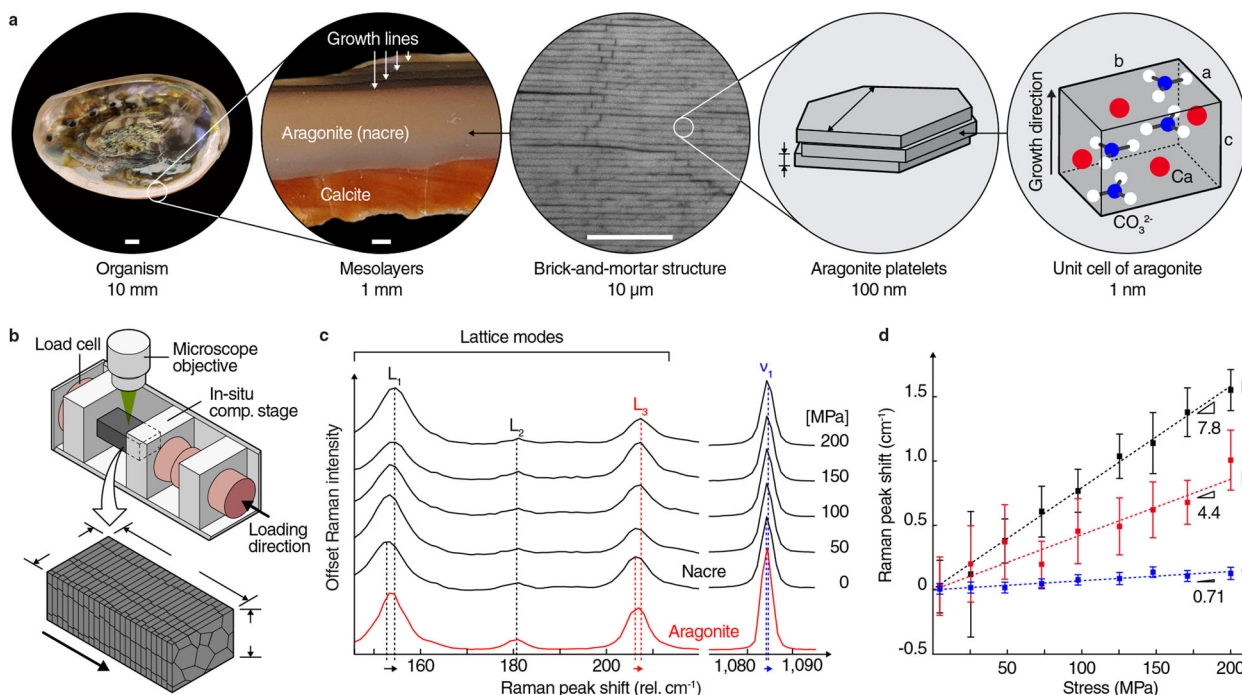 a
Growth lines
Aragonite (nacre)
Calcite
Growth direction
b
a
c
Ca
CO₃²⁻
Organism
10 mm
Mesolayers
1 mm
Brick-and-mortar structure
10 µm
Aragonite platelets
100 nm
Unit cell of aragonite
1 nm
b
Load cell
Microscope
objective
In-situ
comp. stage
Loading
direction
c
Lattice modes
L₁
L₂
L₃
ν₁
[MPa]
200
150
100
50
0
Nacre
Aragonite
Offset Raman intensity
160
180
200
1,080
1,090
Raman peak shift (rel. cm⁻¹)
d
Raman peak shift (cm⁻¹)
1.5
1.0
0.5
0
-0.5
7.8
4.4
0.71
0
50
100
150
200
Stress (MPa)